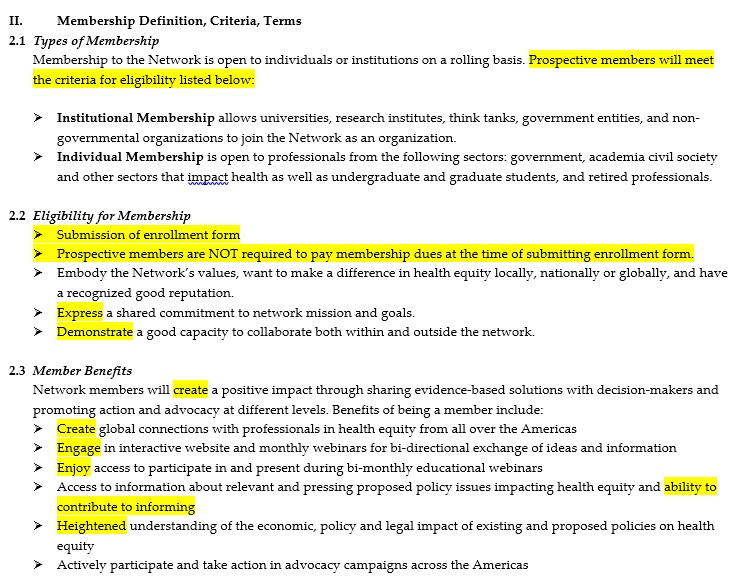 II. Membership Definition, Criteria, Terms
2.1 Types of Membership
Membership to the Network is open to individuals or institutions on a rolling basis. Prospective members will meet
the criteria for eligibility listed below:
➢ Institutional Membership allows universities, research institutes, think tanks, government entities, and non-
governmental organizations to join the Network as an organization.
➢ Individual Membership is open to professionals from the following sectors: government, academia civil society
and other sectors that impact health as well as undergraduate and graduate students, and retired professionals.
2.2 Eligibility for Membership
➢ Submission of enrollment form
➢ Prospective members are NOT required to pay membership dues at the time of submitting enrollment form.
➢ Embody the Network's values, want to make a difference in health equity locally, nationally or globally, and have
a recognized good reputation.
➢ Express a shared commitment to network mission and goals.
➢ Demonstrate a good capacity to collaborate both within and outside the network.
2.3 Member Benefits
Network members will create a positive impact through sharing evidence-based solutions with decision-makers and
promoting action and advocacy at different levels. Benefits of being a member include:
➢ Create global connections with professionals in health equity from all over the Americas
➢ Engage in interactive website and monthly webinars for bi-directional exchange of ideas and information
➢ Enjoy access to participate in and present during bi-monthly educational webinars
➢ Access to information about relevant and pressing proposed policy issues impacting health equity and ability to
contribute to informing
➢ Heightened understanding of the economic, policy and legal impact of existing and proposed policies on health
equity
➢ Actively participate and take action in advocacy campaigns across the Americas